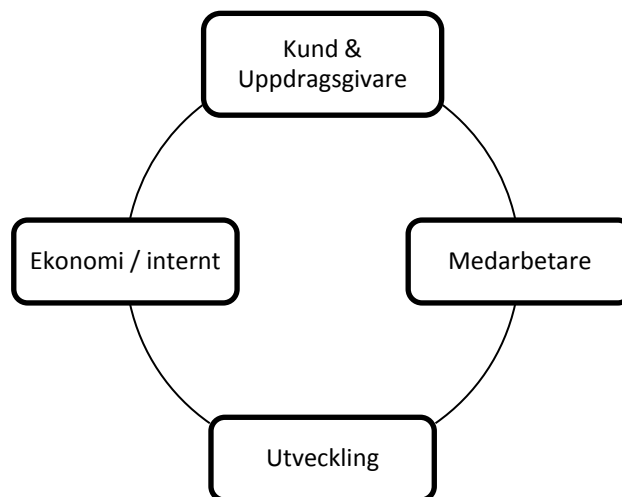 Kund &
Uppdragsgivare
Ekonomi / internt
Medarbetare
Utveckling